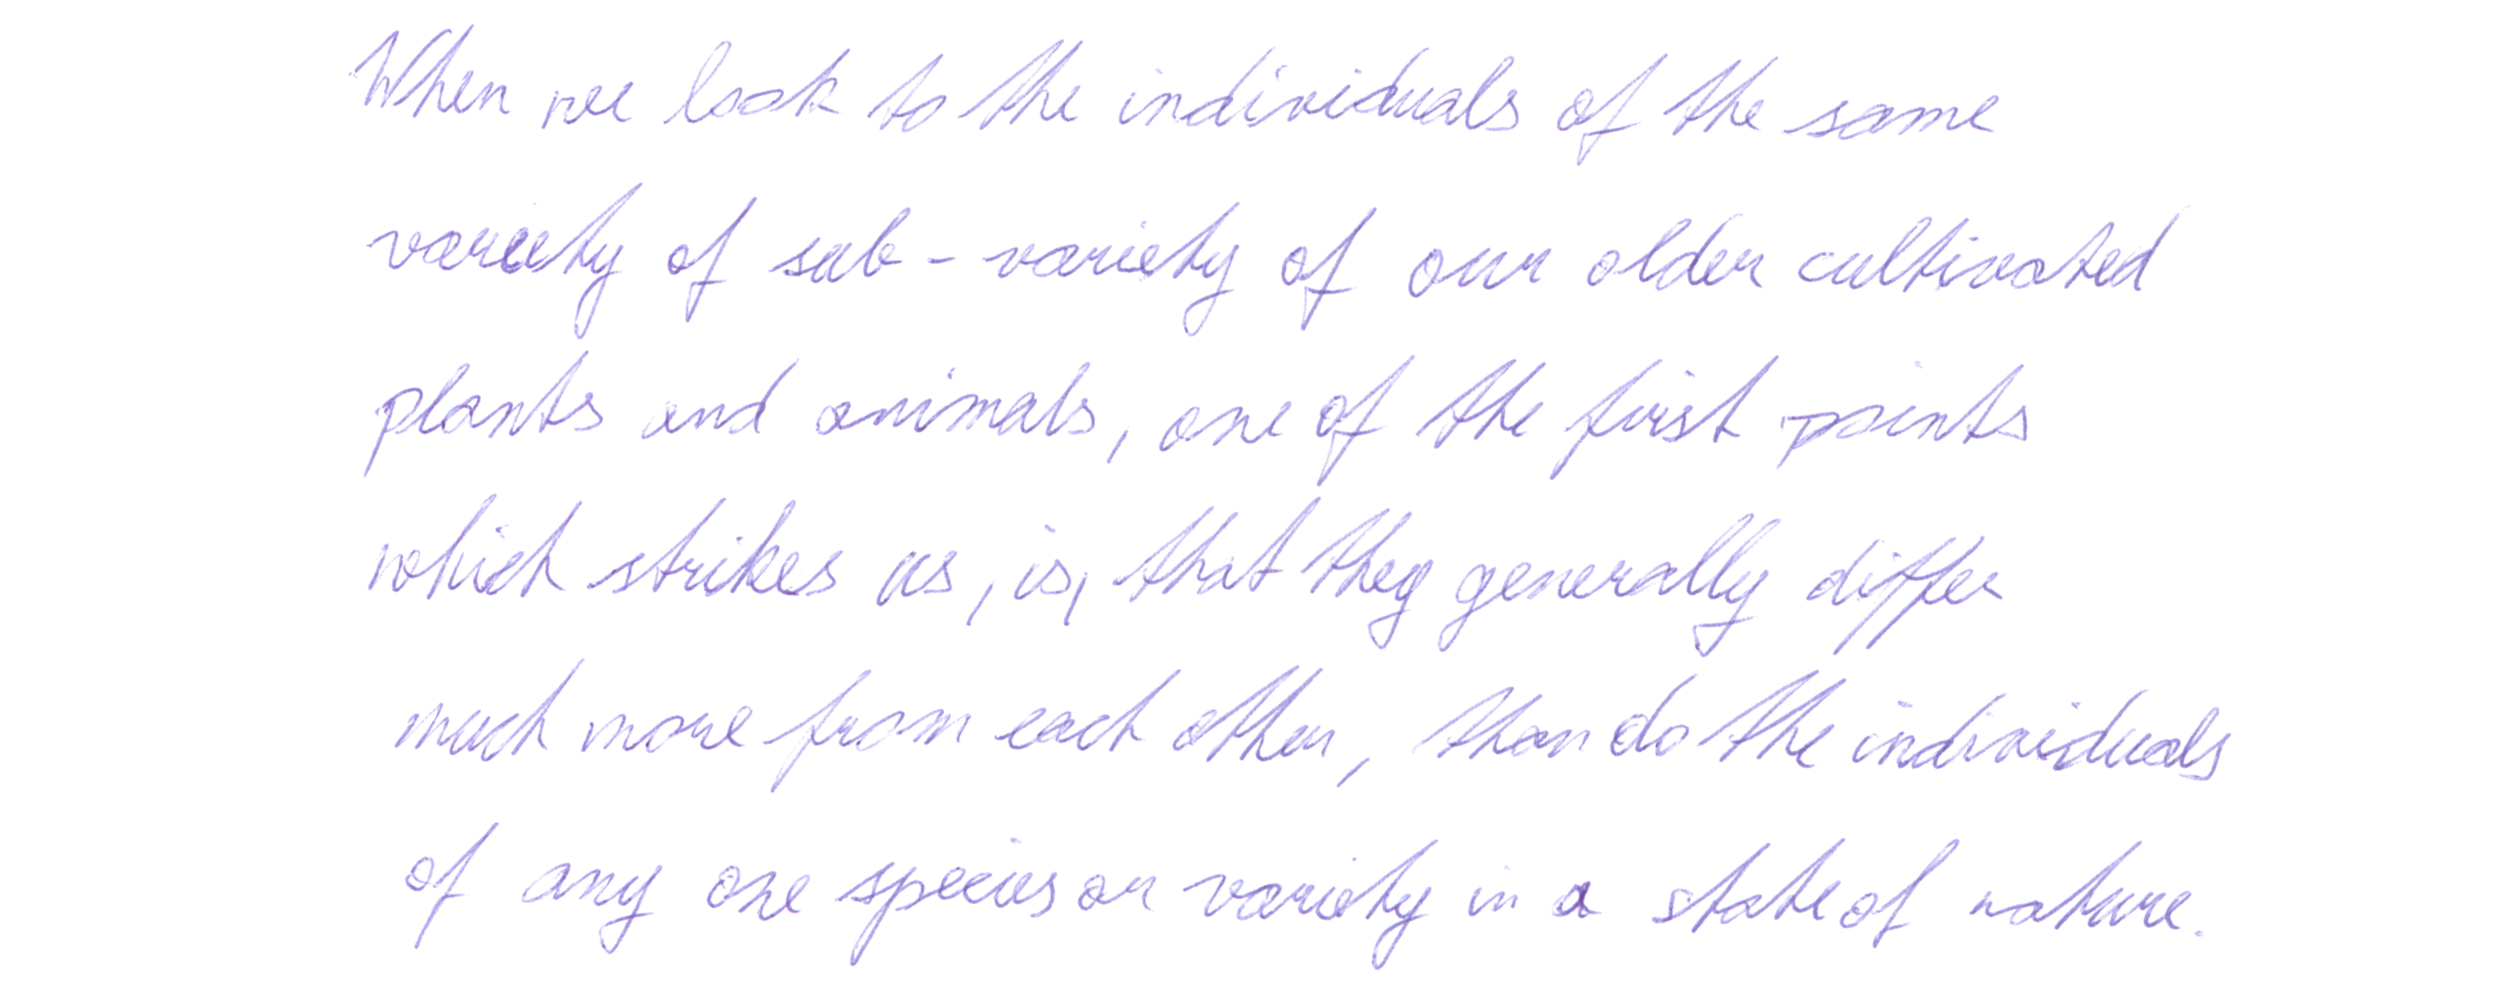 When we look to the individuals of the same
variety of sub-variety of our older cultivated
plants and animals, one of the first points
which strikes us, is, that they generally differ
much more from each other, than do the individuals
of any one species or variety in a state of nature.